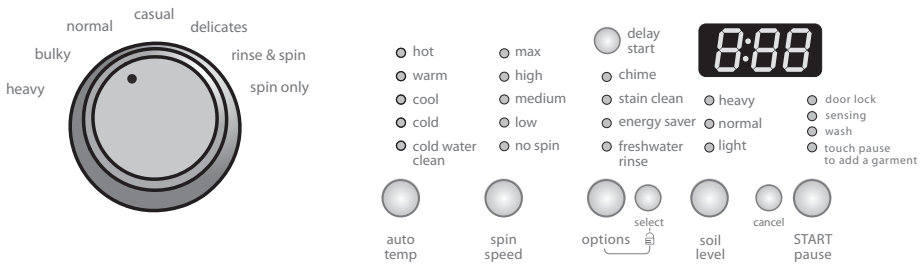 casual
normal
delicates
bulky
rinse & spin
heavy
spin only
hot
warm
cool
cold
cold water
clean
max
high
medium
low
no spin
delay
start
chime
stain clean
energy saver
freshwater
rinse
8:88
heavy
normal
light
door lock
sensing
wash
touch pause
to add a garment
auto
temp
spin
speed
options
select
soil
level
cancel
START
pause